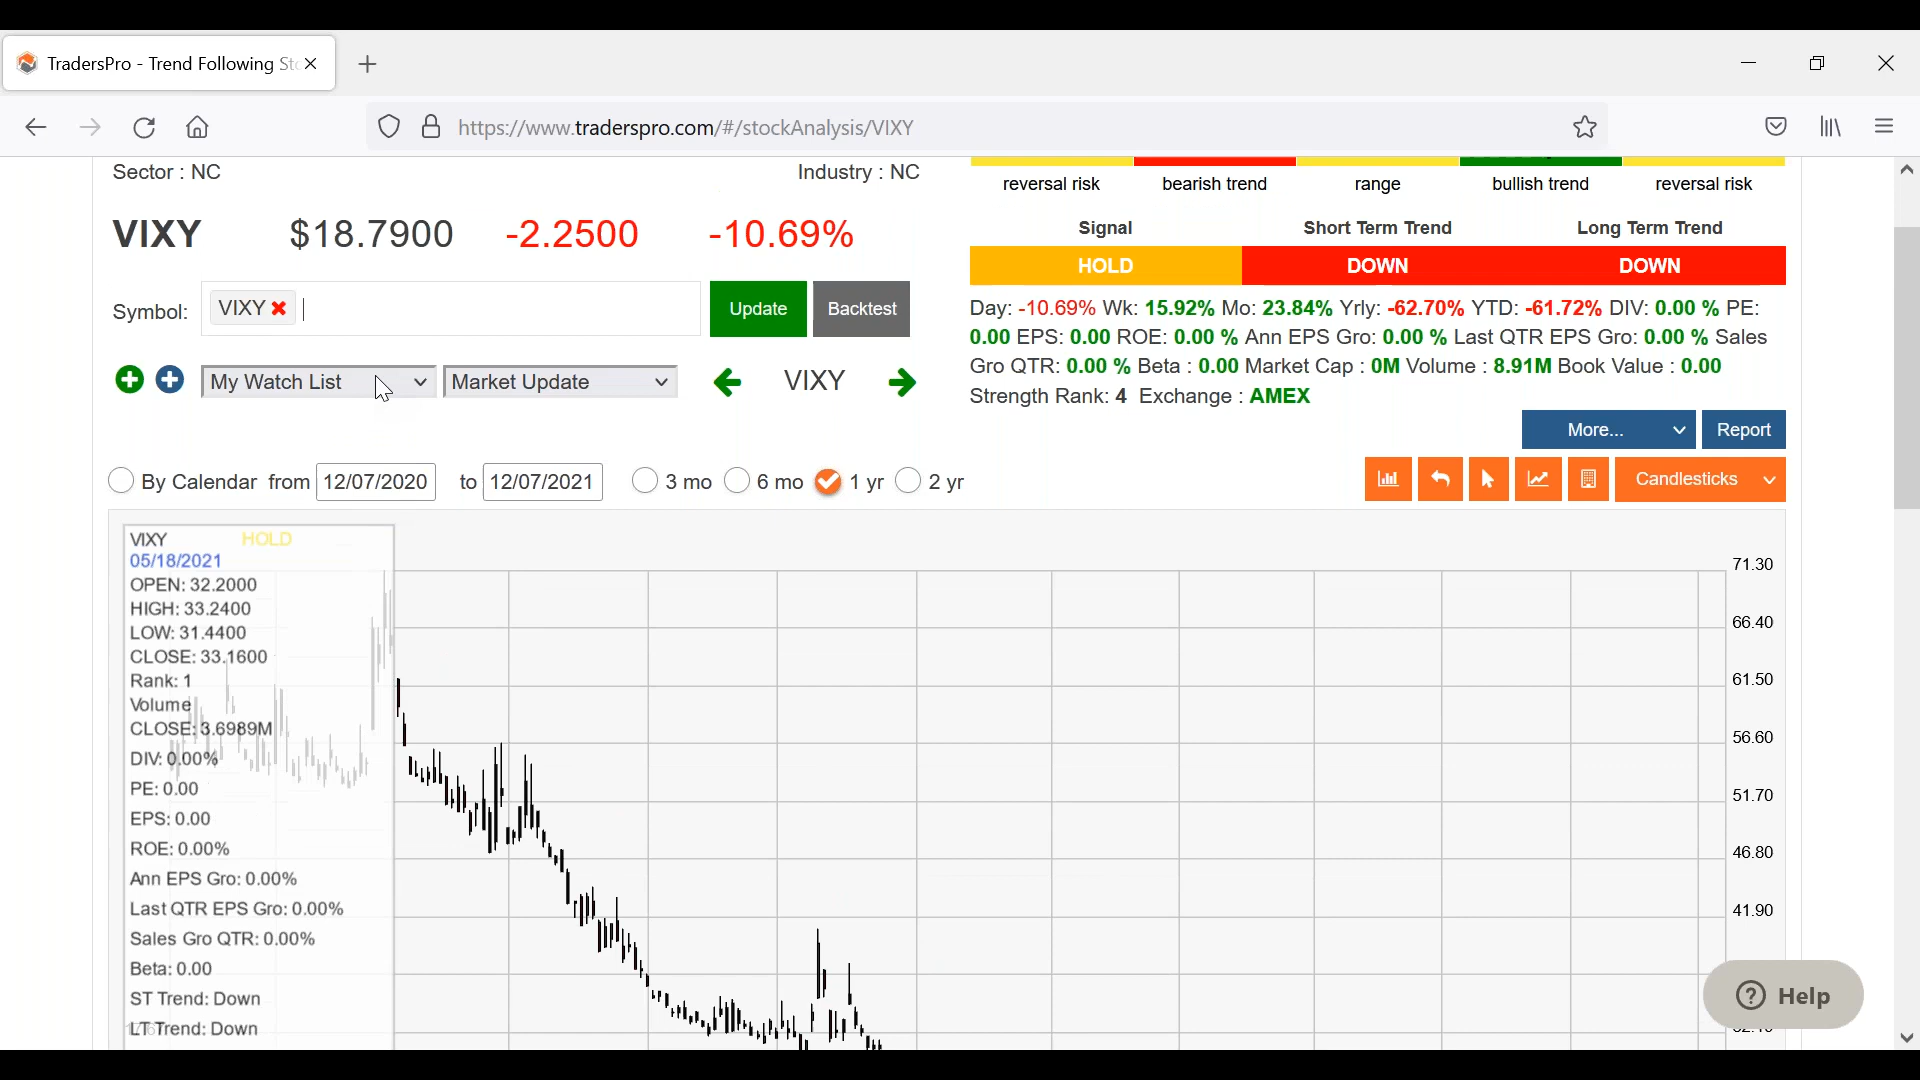 TradersPro - Trend Following Sto
https://www.traderspro.com/#/stockAnalysis/VIXY
Sector : NC Industry : NC
reversal risk bearish trend range bullish trend reversal risk
VIXY $18.7900 -2.2500 -10.69%
Signal Short Term Trend Long Term Trend
HOLD DOWN DOWN
Symbol: VIXY Update Backtest
Day: -10.69% Wk: 15.92% Mo: 23.84% Yrly: -62.70% YTD: -61.72% DIV: 0.00 % PE:
0.00 EPS: 0.00 ROE: 0.00 % Ann EPS Gro: 0.00 % Last QTR EPS Gro: 0.00 % Sales
Gro QTR: 0.00 % Beta : 0.00 Market Cap : 0M Volume : 8.91M Book Value : 0.00
Strength Rank: 4 Exchange : AMEX
My Watch List Market Update VIXY
More... Report
By Calendar from 12/07/2020 to 12/07/2021 3 mo 6 mo 1 yr 2 yr
Candlesticks
VIXY HOLD
05/18/2021
OPEN: 32.2000
HIGH: 33.2400
LOW: 31.4400
CLOSE: 33.1600
Rank: 1
Volume
CLOSE: 3.6989M
DIV: 0.00%
PE: 0.00
EPS: 0.00
ROE: 0.00%
Ann EPS Gro: 0.00%
Last QTR EPS Gro: 0.00%
Sales Gro QTR: 0.00%
Beta: 0.00
ST Trend: Down
LT Trend: Down
71.30
66.40
61.50
56.60
51.70
46.80
41.90
Help